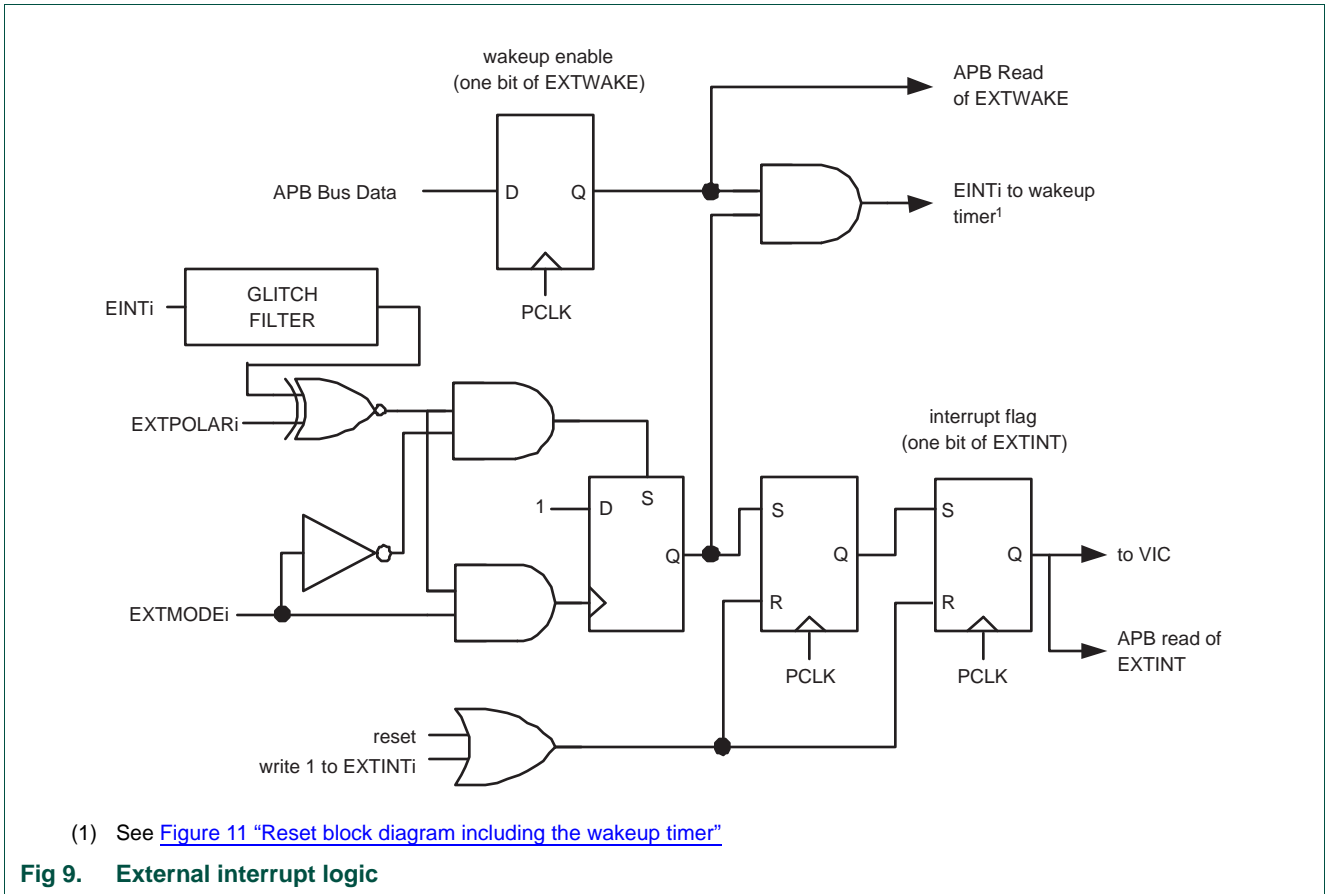 wakeup enable
(one bit of EXTWAKE)
APB Read
of EXTWAKE
APB Bus Data
D
Q
EINTi to wakeup
timer1
PCLK
EINTi
GLITCH
FILTER
EXTPOLARi
interrupt flag
(one bit of EXTINT)
1
D
S
Q
S
Q
R
S
Q
R
to VIC
EXTMODEi
APB read of
EXTINT
PCLK
PCLK
reset
write 1 to EXTINTi
(1) See Figure 11 “Reset block diagram including the wakeup timer”
Fig 9. External interrupt logic